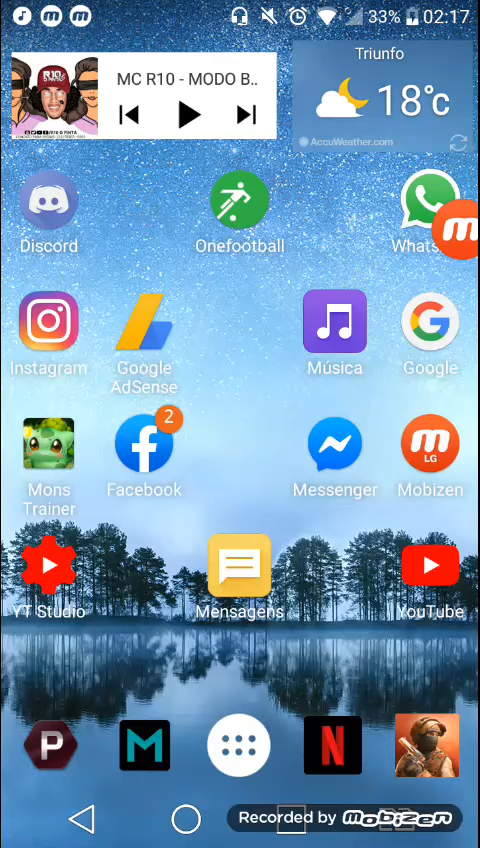 33% 02:17
MC R10 - MODO B..
Triunfo
18°c
AccuWeather.com
Discord
Onefootball
Whats
Instagram
Google
AdSense
Música
Google
Mons
Trainer
2
Facebook
Messenger
LG
Mobizen
YT Studio
Mensagens
YouTube
P
M
N
Recorded by mobizen